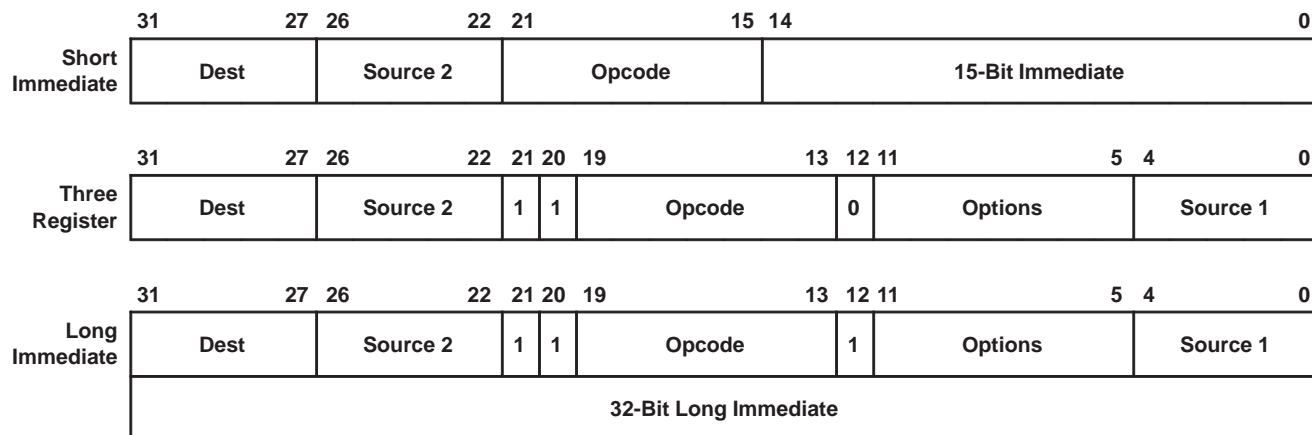 31 27 26 22 21 15 14 0
Short
Immediate
Dest Source 2 Opcode 15-Bit Immediate
31 27 26 22 21 20 19 13 12 11 5 4 0
Three
Register
Dest Source 2 1 1 Opcode 0 Options Source 1
31 27 26 22 21 20 19 13 12 11 5 4 0
Long
Immediate
Dest Source 2 1 1 Opcode 1 Options Source 1
32-Bit Long Immediate